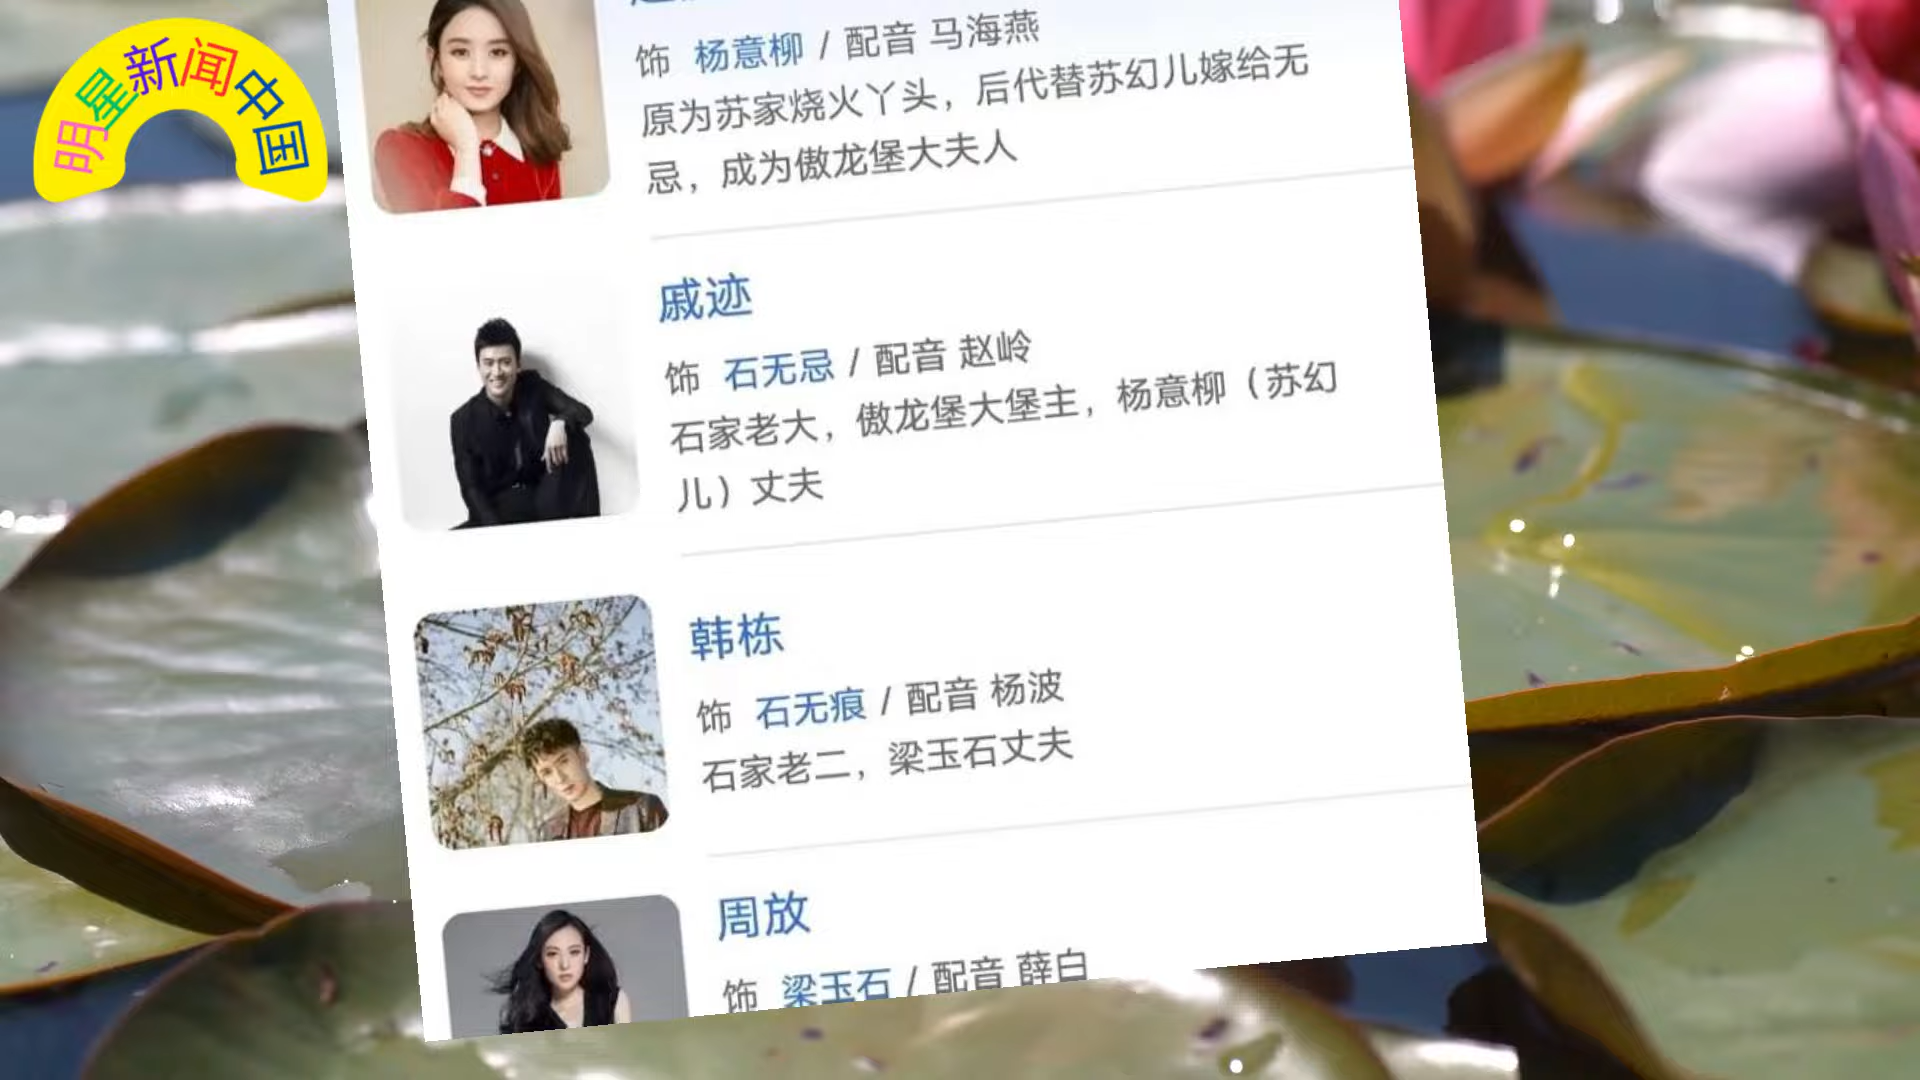 明星新闻中国
饰 杨意柳 / 配音 马海燕
原为苏家烧火丫头，后代替苏幻儿嫁给无
忌，成为傲龙堡大夫人
戚迹
饰 石无忌 / 配音 赵岭
石家老大，傲龙堡大堡主，杨意柳（苏幻
儿）丈夫
韩栋
饰 石无痕 / 配音 杨波
石家老二，梁玉石丈夫
周放
饰 梁玉石 / 配音 薛白